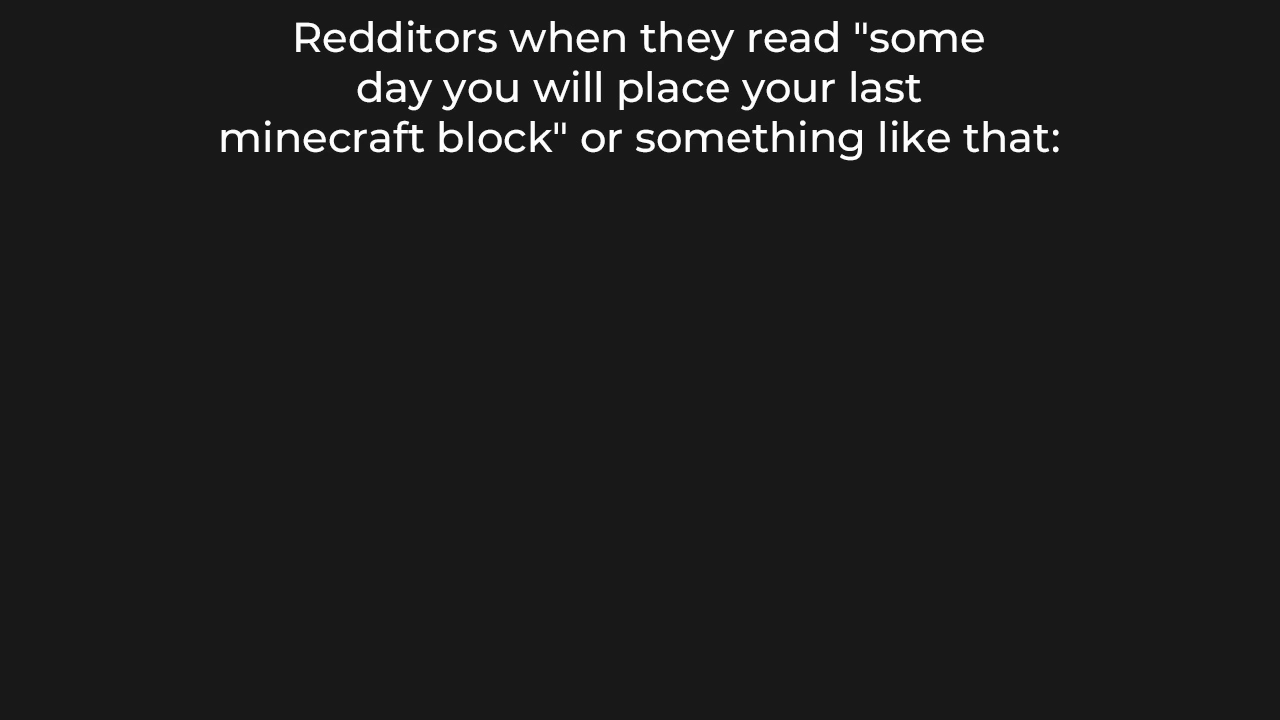 Redditors when they read "some
day you will place your last
minecraft block" or something like that: